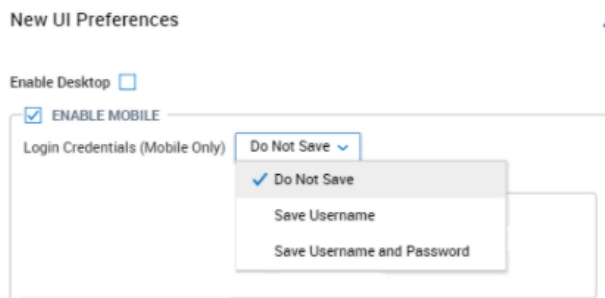 New UI Preferences
Enable Desktop
ENABLE MOBILE
Login Credentials (Mobile Only) Do Not Save
Do Not Save
Save Username
Save Username and Password